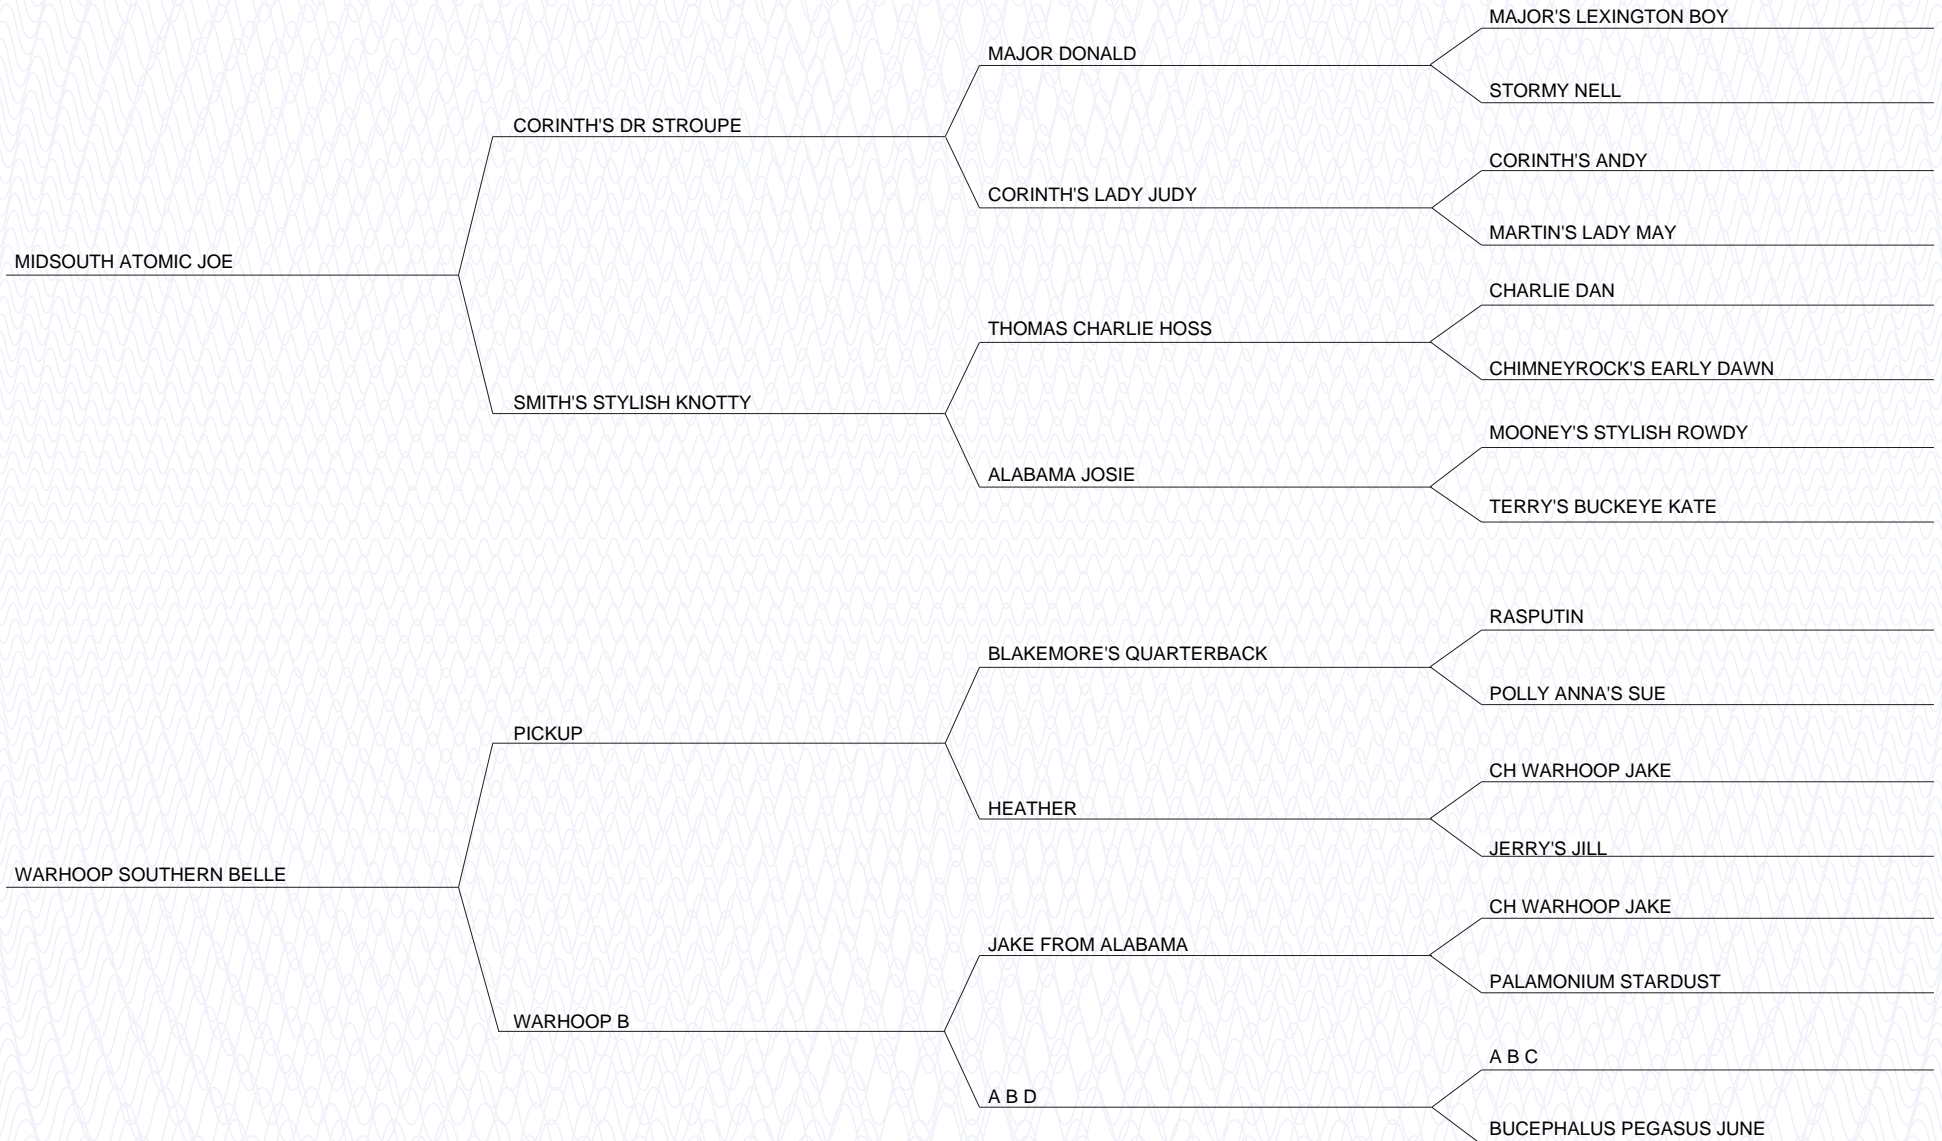 MAJOR'S LEXINGTON BOY
MAJOR DONALD
STORMY NELL
CORINTH'S DR STROUPE
CORINTH'S ANDY
CORINTH'S LADY JUDY
MARTIN'S LADY MAY
MIDSOUTH ATOMIC JOE
CHARLIE DAN
THOMAS CHARLIE HOSS
CHIMNEYROCK'S EARLY DAWN
SMITH'S STYLISH KNOTTY
MOONEY'S STYLISH ROWDY
ALABAMA JOSIE
TERRY'S BUCKEYE KATE
RASPUTIN
BLAKEMORE'S QUARTERBACK
POLLY ANNA'S SUE
PICKUP
CH WARHOOP JAKE
HEATHER
JERRY'S JILL
WARHOOP SOUTHERN BELLE
CH WARHOOP JAKE
JAKE FROM ALABAMA
PALAMONIUM STARDUST
WARHOOP B
A B C
A B D
BUCEPHALUS PEGASUS JUNE